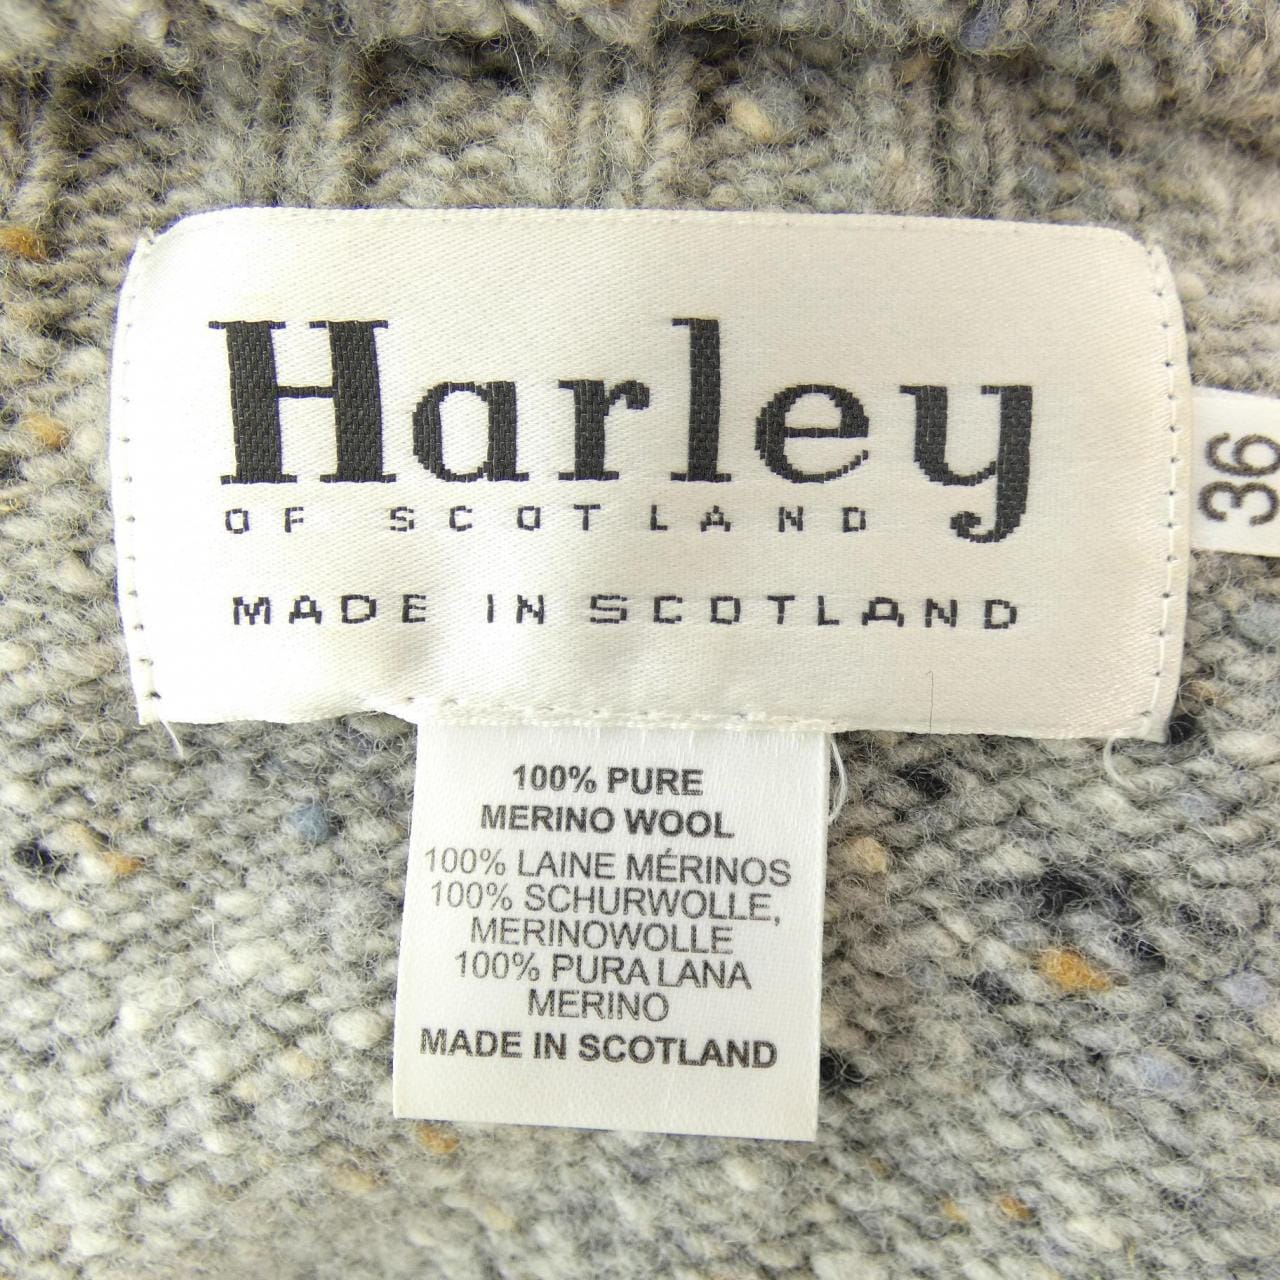 Harley
OF SCOTLAND
MADE IN SCOTLAND
36
100% PURE
MERINO WOOL
100% LAINE MÉRINOS
100% SCHURWOLLE,
MERINOWOLLE
100% PURA LANA
MERINO
MADE IN SCOTLAND